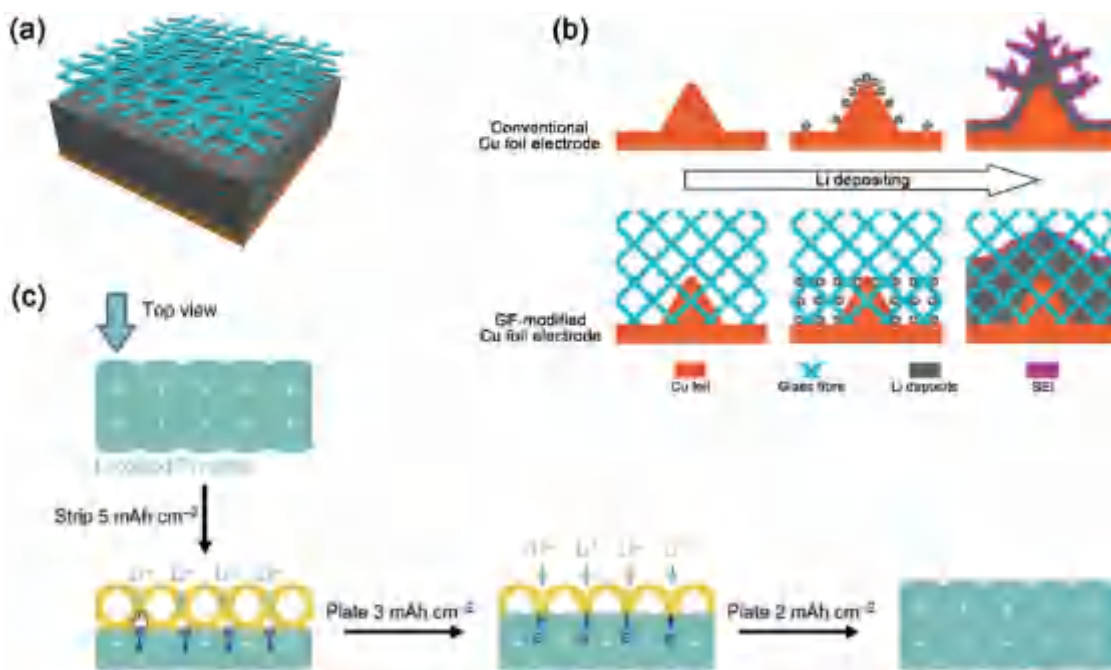 (a)
(b)
Conventional
Cu foil electrode
Li depositing
GF-modified
Cu foil electrode
Cu foil
Glass fibre
Li deposits
SEI
(c)
Top view
Strip 5 mAh cm⁻²
Plate 3 mAh cm⁻²
Plate 2 mAh cm⁻²